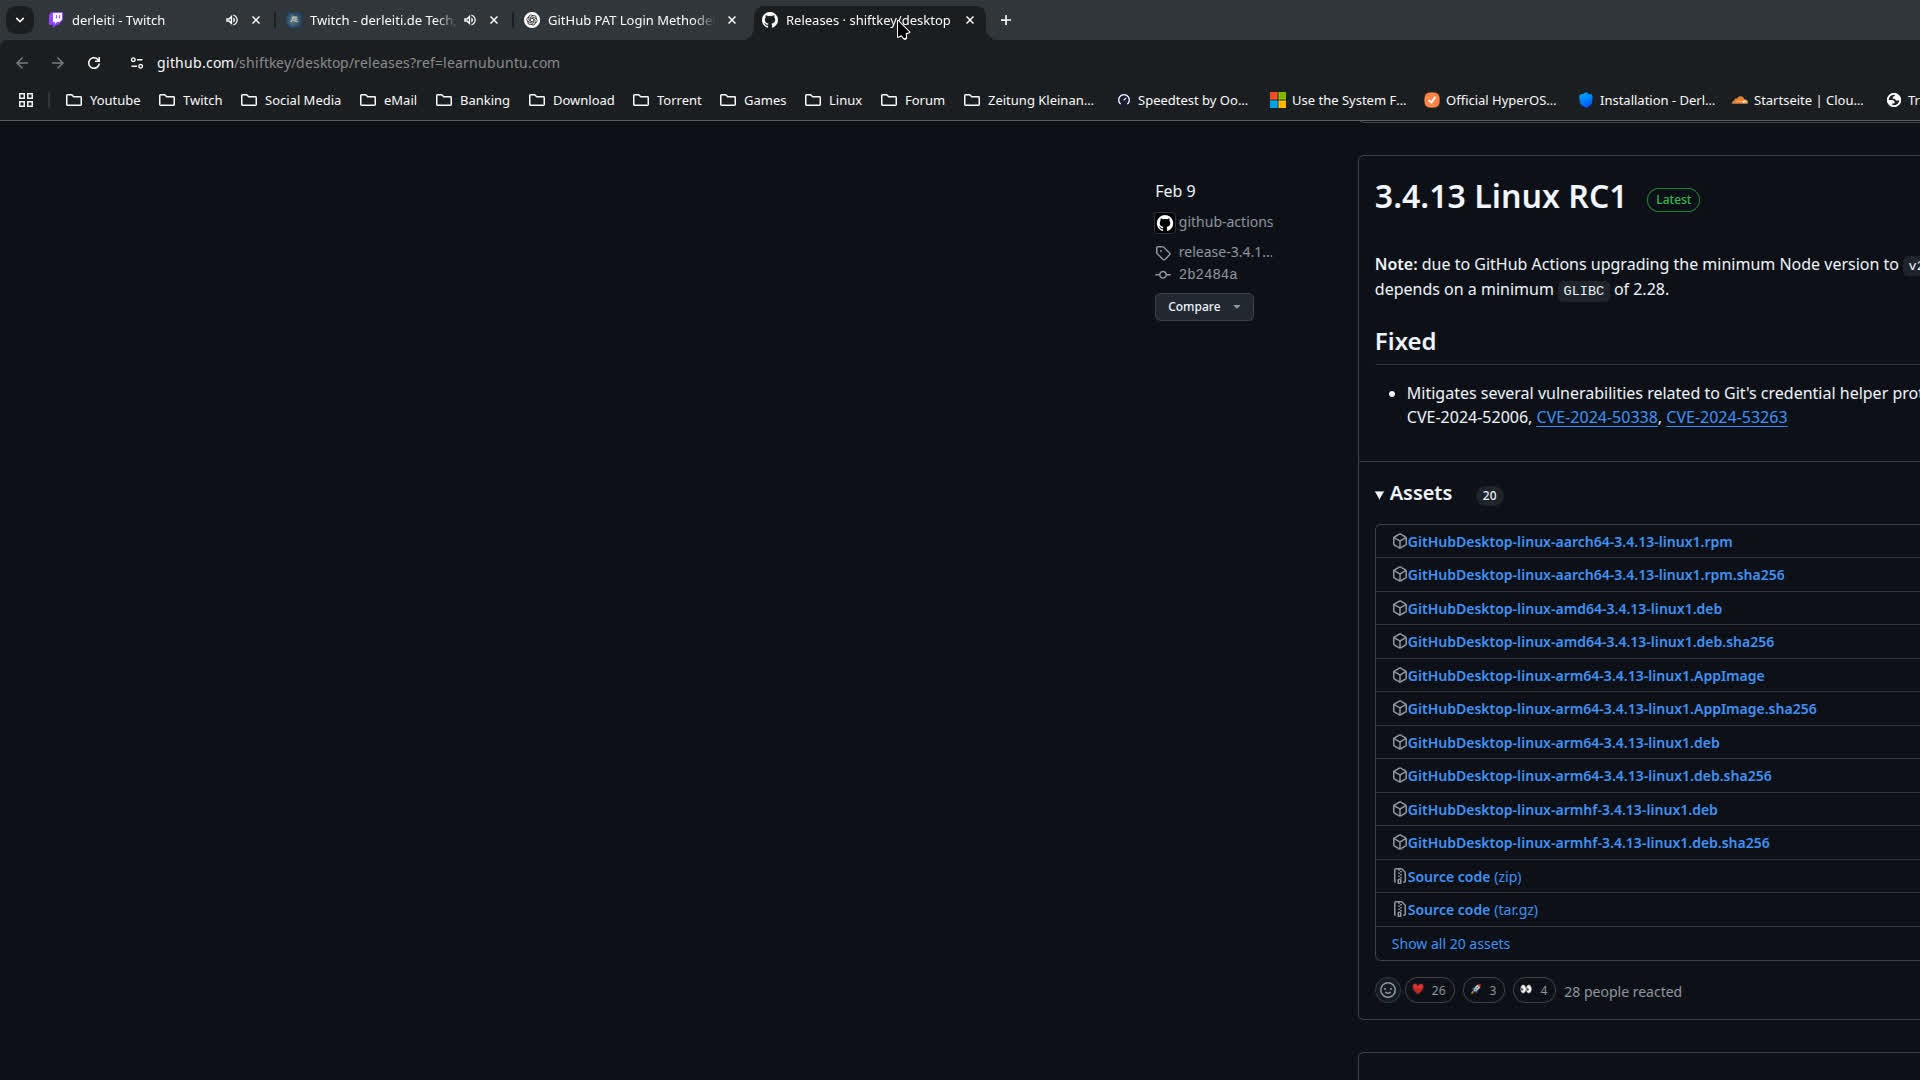 derleiti - Twitch
Twitch - derleiti.de Tech
GitHub PAT Login Methode
Releases · shiftkey/desktop
github.com/shiftkey/desktop/releases?ref=learnubuntu.com
Youtube
Twitch
Social Media
eMail
Banking
Download
Torrent
Games
Linux
Forum
Zeitung Kleinan...
Speedtest by Oo...
Use the System F...
Official HyperOS...
Installation - Derl...
Startseite | Clou...
Feb 9
github-actions
release-3.4.1...
2b2484a
Compare
3.4.13 Linux RC1 Latest
Note: due to GitHub Actions upgrading the minimum Node version to
depends on a minimum GLIBC of 2.28.
Fixed
Mitigates several vulnerabilities related to Git's credential helper
CVE-2024-52006, CVE-2024-50338, CVE-2024-53263
Assets 20
GitHubDesktop-linux-aarch64-3.4.13-linux1.rpm
GitHubDesktop-linux-aarch64-3.4.13-linux1.rpm.sha256
GitHubDesktop-linux-amd64-3.4.13-linux1.deb
GitHubDesktop-linux-amd64-3.4.13-linux1.deb.sha256
GitHubDesktop-linux-arm64-3.4.13-linux1.AppImage
GitHubDesktop-linux-arm64-3.4.13-linux1.AppImage.sha256
GitHubDesktop-linux-arm64-3.4.13-linux1.deb
GitHubDesktop-linux-arm64-3.4.13-linux1.deb.sha256
GitHubDesktop-linux-armhf-3.4.13-linux1.deb
GitHubDesktop-linux-armhf-3.4.13-linux1.deb.sha256
Source code (zip)
Source code (tar.gz)
Show all 20 assets
26 3 4 28 people reacted